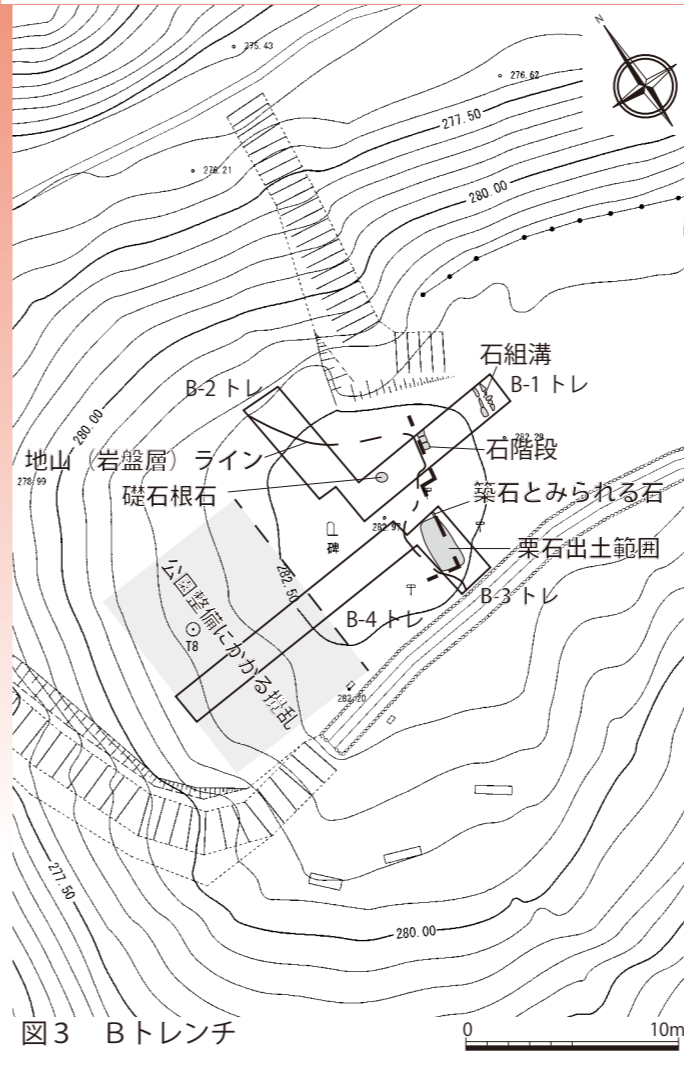 N
275.43
276.62
277.50
276.21
280.00
石組溝
B-2 トレ
B-1 トレ
280.00
282.29
石階段
地山（岩盤層）ライン
278.99
礎石根石
築石とみられる石
282.97
碑
栗石出土範囲
282.50
公園整備にかかる攪乱
B-3 トレ
B-4 トレ
T8
282.20
277.50
280.00
図３　Ｂトレンチ
0
10m